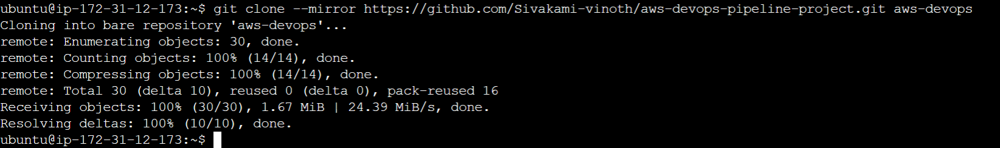 ubuntu@ip-172-31-12-173:~$ git clone --mirror https://github.com/Sivakami-vinoth/aws-devops-pipeline-project.git aws-devops
Cloning into bare repository 'aws-devops'...
remote: Enumerating objects: 30, done.
remote: Counting objects: 100% (14/14), done.
remote: Compressing objects: 100% (14/14), done.
remote: Total 30 (delta 10), reused 0 (delta 0), pack-reused 16
Receiving objects: 100% (30/30), 1.67 MiB | 24.39 MiB/s, done.
Resolving deltas: 100% (10/10), done.
ubuntu@ip-172-31-12-173:~$